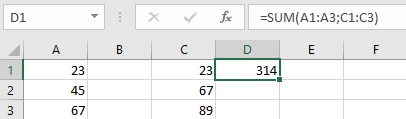 D1 fx =SUM(A1:A3;C1:C3)
A B C D E F
1 23 23 314
2 45 67
3 67 89